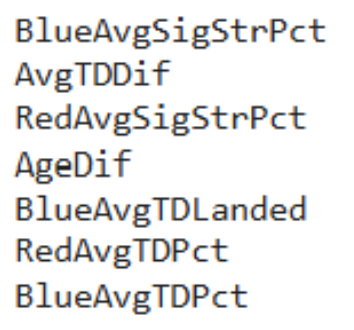 BlueAvgSigStrPct
AvgTDDif
RedAvgSigStrPct
AgeDif
BlueAvgTDLanded
RedAvgTDPct
BlueAvgTDPct